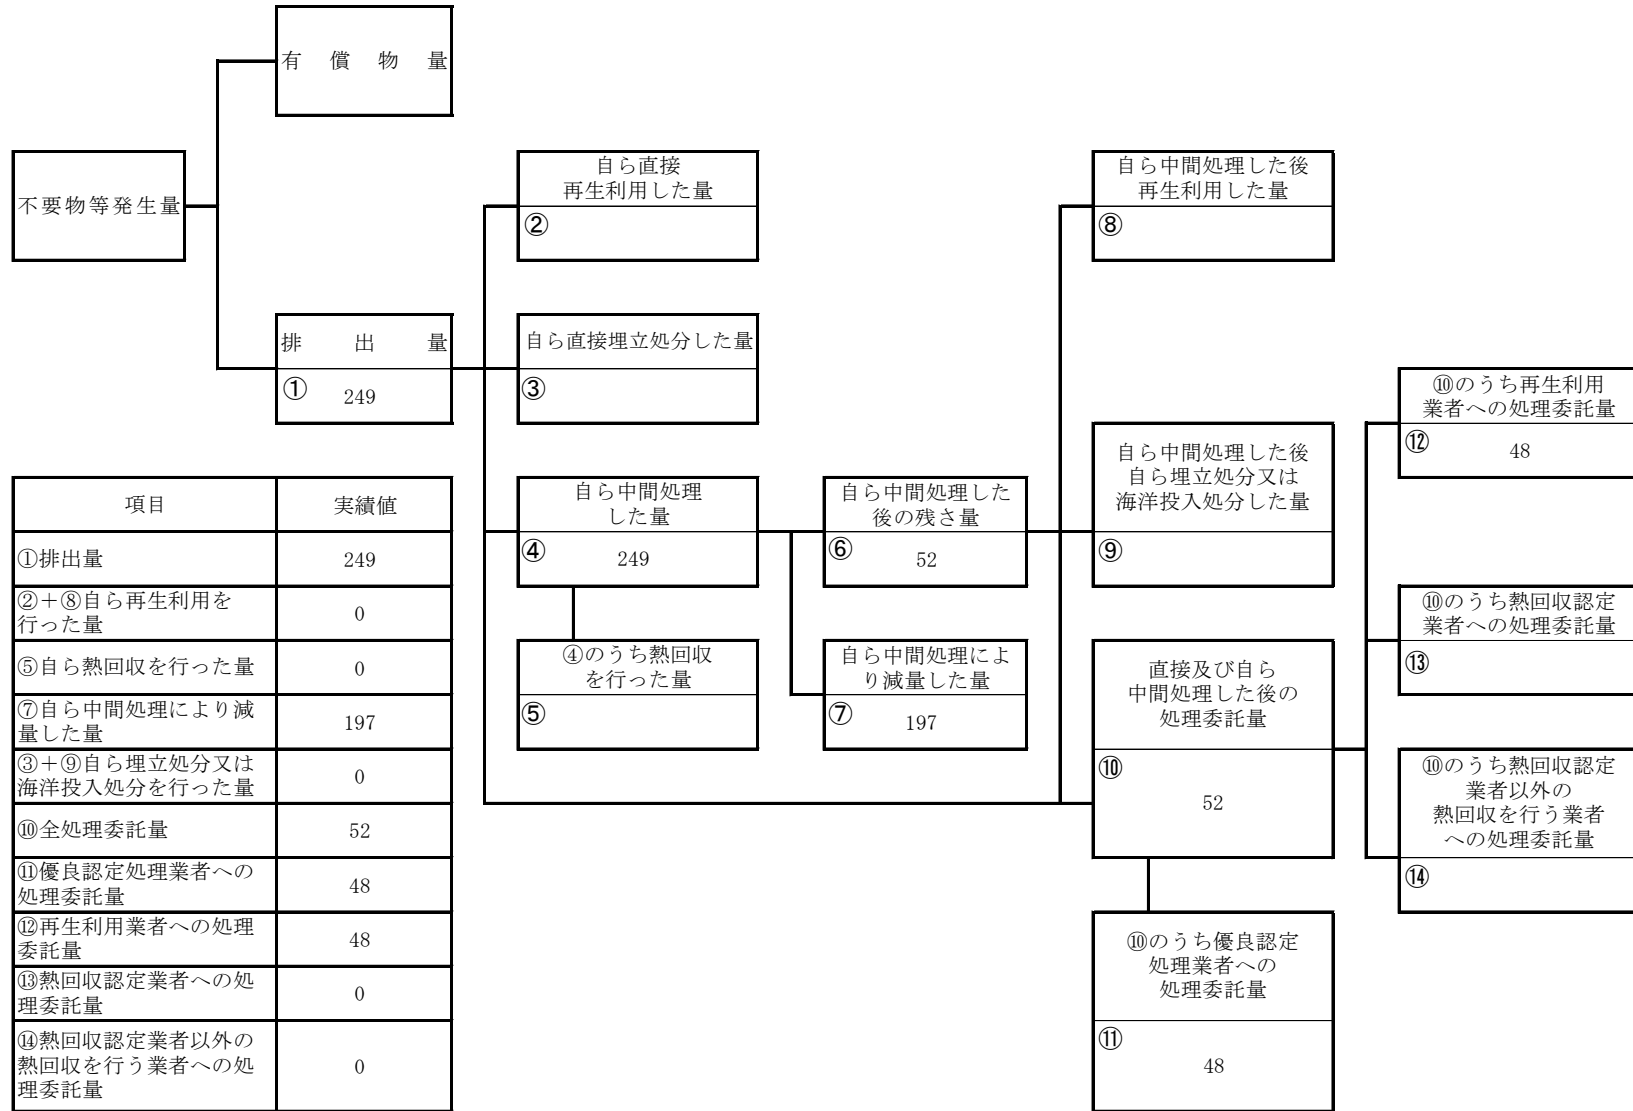 有償物量
不要物等発生量
排出量
① 249
自ら直接
再生利用した量
②
自ら直接埋立処分した量
③
自ら中間処理
した量
④ 249
④のうち熱回収
を行った量
⑤
自ら中間処理した
後の残さ量
⑥ 52
自ら中間処理によ
り減量した量
⑦ 197
自ら中間処理した後
再生利用した量
⑧
自ら中間処理した後
自ら埋立処分又は
海洋投入処分した量
⑨
直接及び自ら
中間処理した後の
処理委託量
⑩
52
⑩のうち優良認定
処理業者への
処理委託量
⑪
48
⑩のうち再生利用
業者への処理委託量
⑫ 48
⑩のうち熱回収認定
業者への処理委託量
⑬
⑩のうち熱回収認定
業者以外の
熱回収を行う業者
への処理委託量
⑭
項目 実績値
①排出量 249
②＋⑧自ら再生利用を
行った量 0
⑤自ら熱回収を行った量 0
⑦自ら中間処理により減
量した量 197
③＋⑨自ら埋立処分又は
海洋投入処分を行った量 0
⑩全処理委託量 52
⑪優良認定処理業者への
処理委託量 48
⑫再生利用業者への処理
委託量 48
⑬熱回収認定業者への処
理委託量 0
⑭熱回収認定業者以外の
熱回収を行う業者への処
理委託量 0